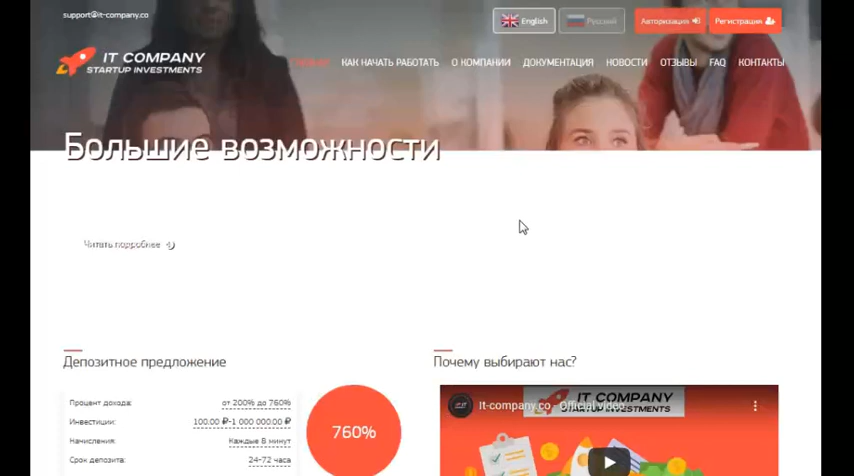 support@it-company.co
English
Русский
Авторизация
Регистрация
IT COMPANY
STARTUP INVESTMENTS
ГЛАВНАЯ КАК НАЧАТЬ РАБОТАТЬ О КОМПАНИИ ДОКУМЕНТАЦИЯ НОВОСТИ ОТЗЫВЫ FAQ КОНТАКТЫ
Большие возможности
Читать подробнее
Депозитное предложение
Процент дохода: от 200% до 760%
Инвестиции: 100.00 ₽-1 000 000.00 ₽
Начисления: Каждые 8 минут
Срок депозита: 24-72 часа
760%
Почему выбирают нас?
It-company.co - Official video
IT COMPANY
STARTUP INVESTMENTS